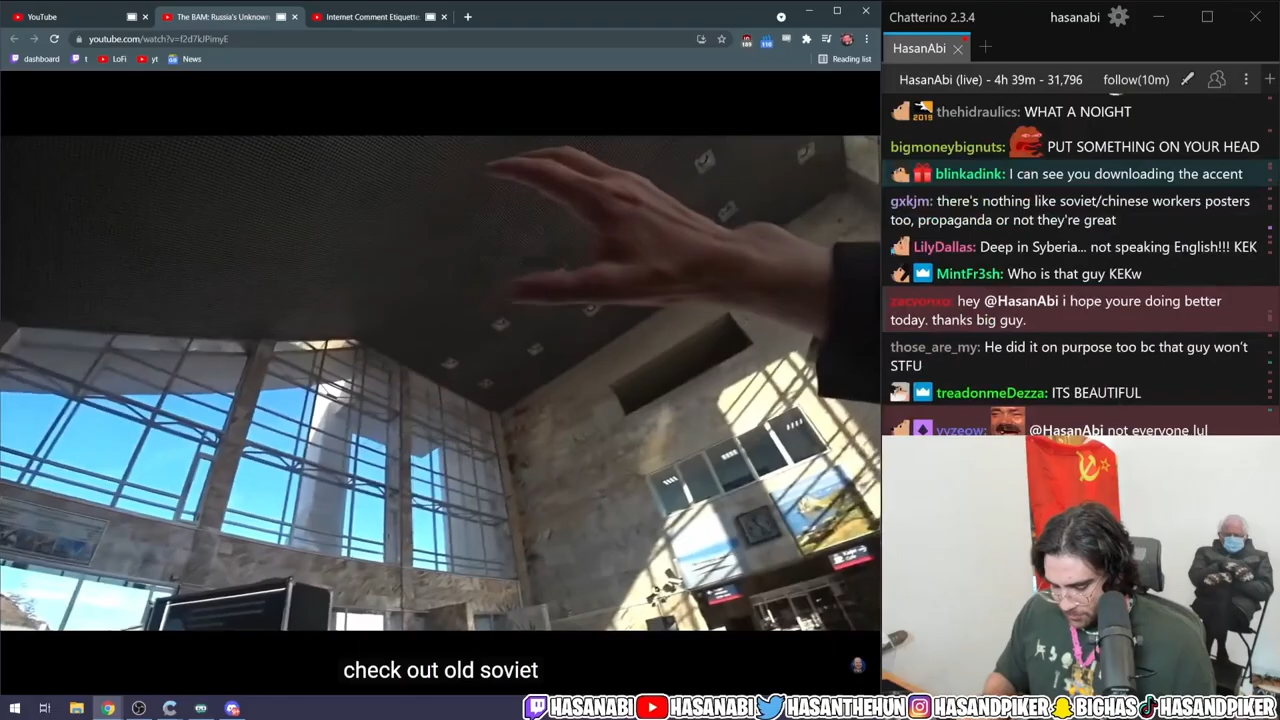 YouTube
The BAM: Russia's Unknown
Internet Comment Etiquette
youtube.com/watch?v=f2d7kJPimyE
dashboard
t
LoFi
yt
News
Reading list
check out old soviet
Chatterino 2.3.4
hasanabi
HasanAbi
HasanAbi (live) - 4h 39m - 31,796
follow(10m)
2019 thehidraulics: WHAT A NOIGHT
bigmoneybignuts: PUT SOMETHING ON YOUR HEAD
blinkadink: I can see you downloading the accent
gxkjm: there's nothing like soviet/chinese workers posters
too, propaganda or not they're great
LilyDallas: Deep in Syberia... not speaking English!!! KEK
MintFr3sh: Who is that guy KEKw
hey @HasanAbi i hope youre doing better
today. thanks big guy.
those_are_my: He did it on purpose too bc that guy won't
STFU
treadonmeDezza: ITS BEAUTIFUL
@HasanAbi not everyone lul
HASANABI
HASANABI
HASANTHEHUN
HASANDPIKER
BIGHAS
HASANDPIKER